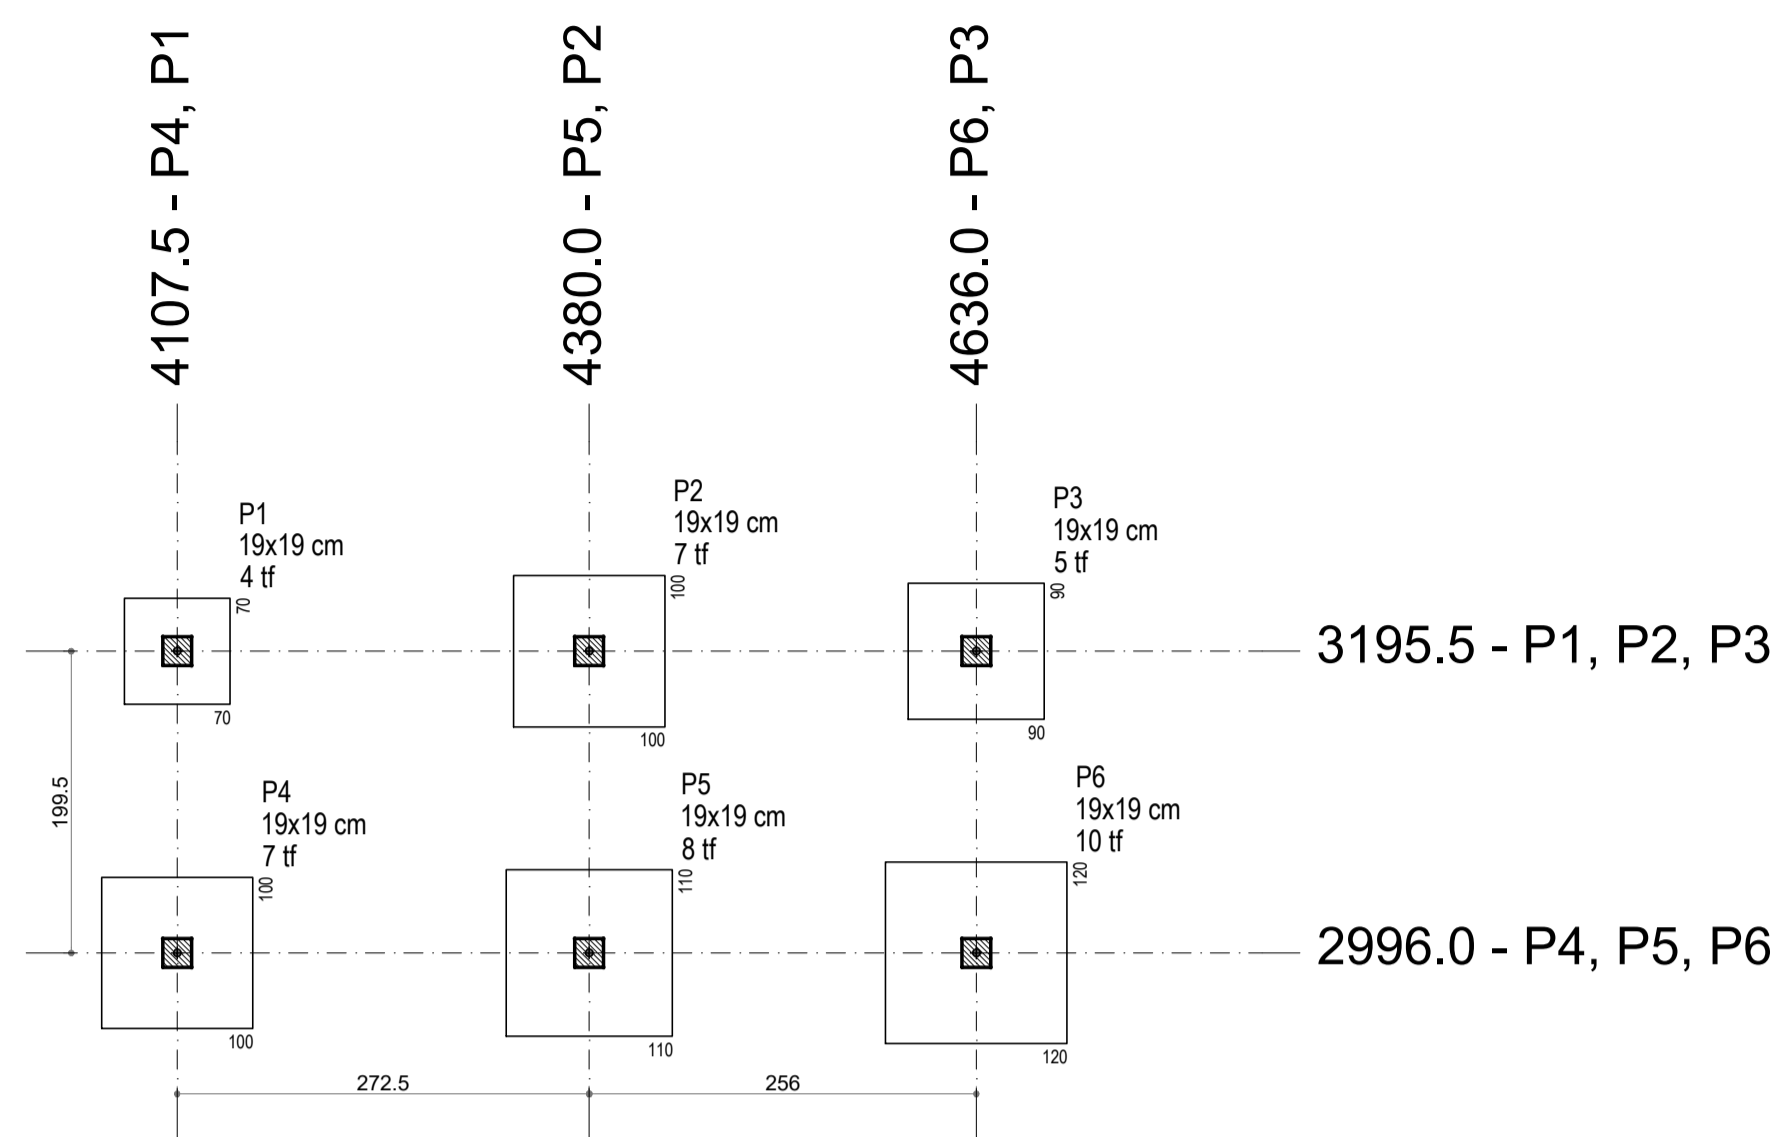 4107.5 - P4, P1
4380.0 - P5, P2
4636.0 - P6, P3
P1
19x19 cm
4 tf
70
70
P2
19x19 cm
7 tf
100
100
P3
19x19 cm
5 tf
90
90
3195.5 - P1, P2, P3
199.5
P4
19x19 cm
7 tf
100
100
P5
19x19 cm
8 tf
110
110
P6
19x19 cm
10 tf
120
120
2996.0 - P4, P5, P6
272.5
256